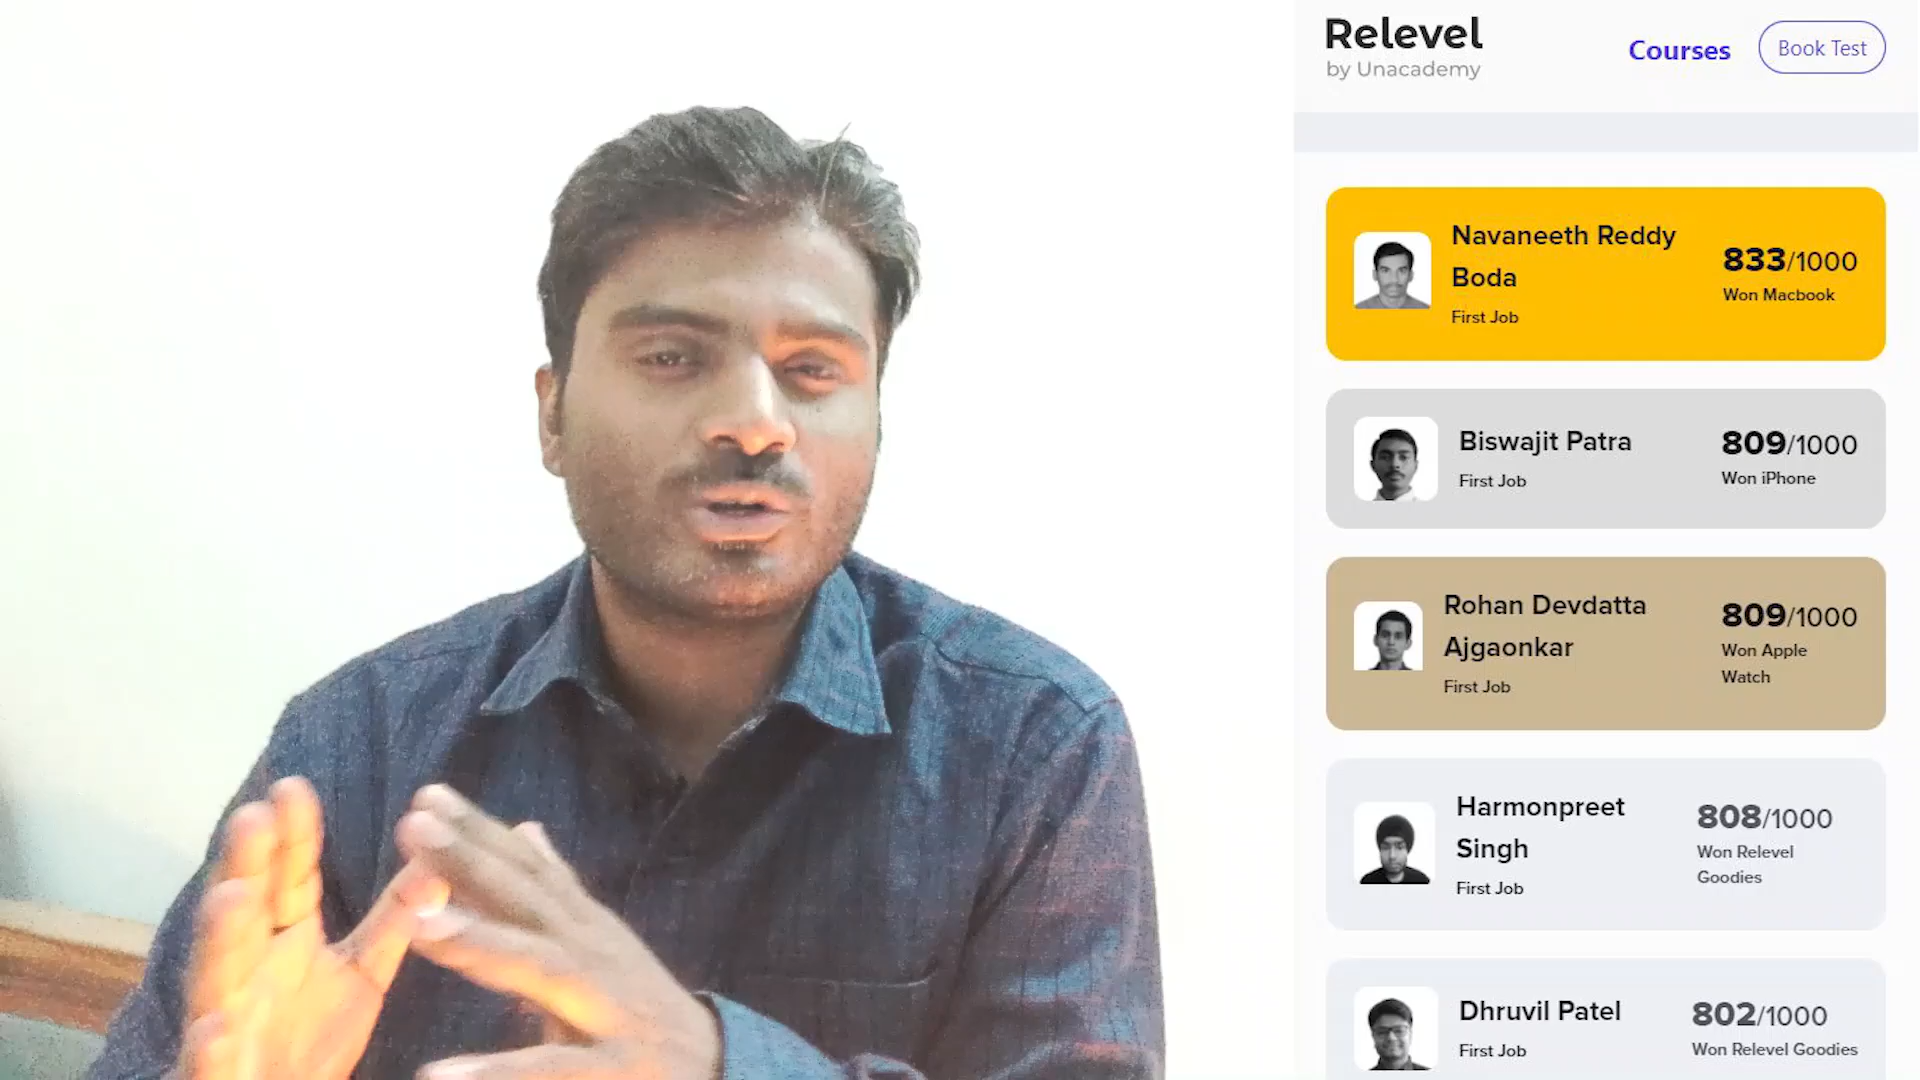 Relevel
by Unacademy
Courses
Book Test
Navaneeth Reddy
Boda
First Job
833/1000
Won Macbook
Biswajit Patra
First Job
809/1000
Won iPhone
Rohan Devdatta
Ajgaonkar
First Job
809/1000
Won Apple
Watch
Harmonpreet
Singh
First Job
808/1000
Won Relevel
Goodies
Dhruvil Patel
First Job
802/1000
Won Relevel Goodies